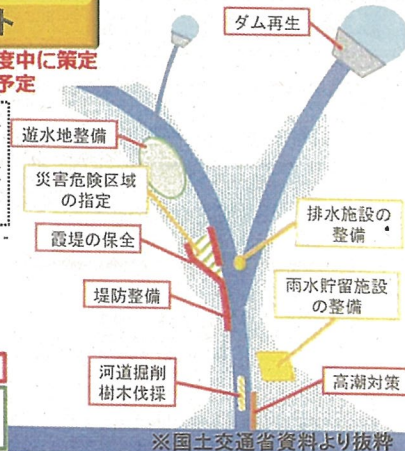 ト
度中に策定
予定
ダム再生
遊水地整備
災害危険区域
の指定
霞堤の保全
堤防整備
排水施設の
整備
雨水貯留施設
の整備
河道掘削
樹木伐採
高潮対策
※国土交通省資料より抜粋